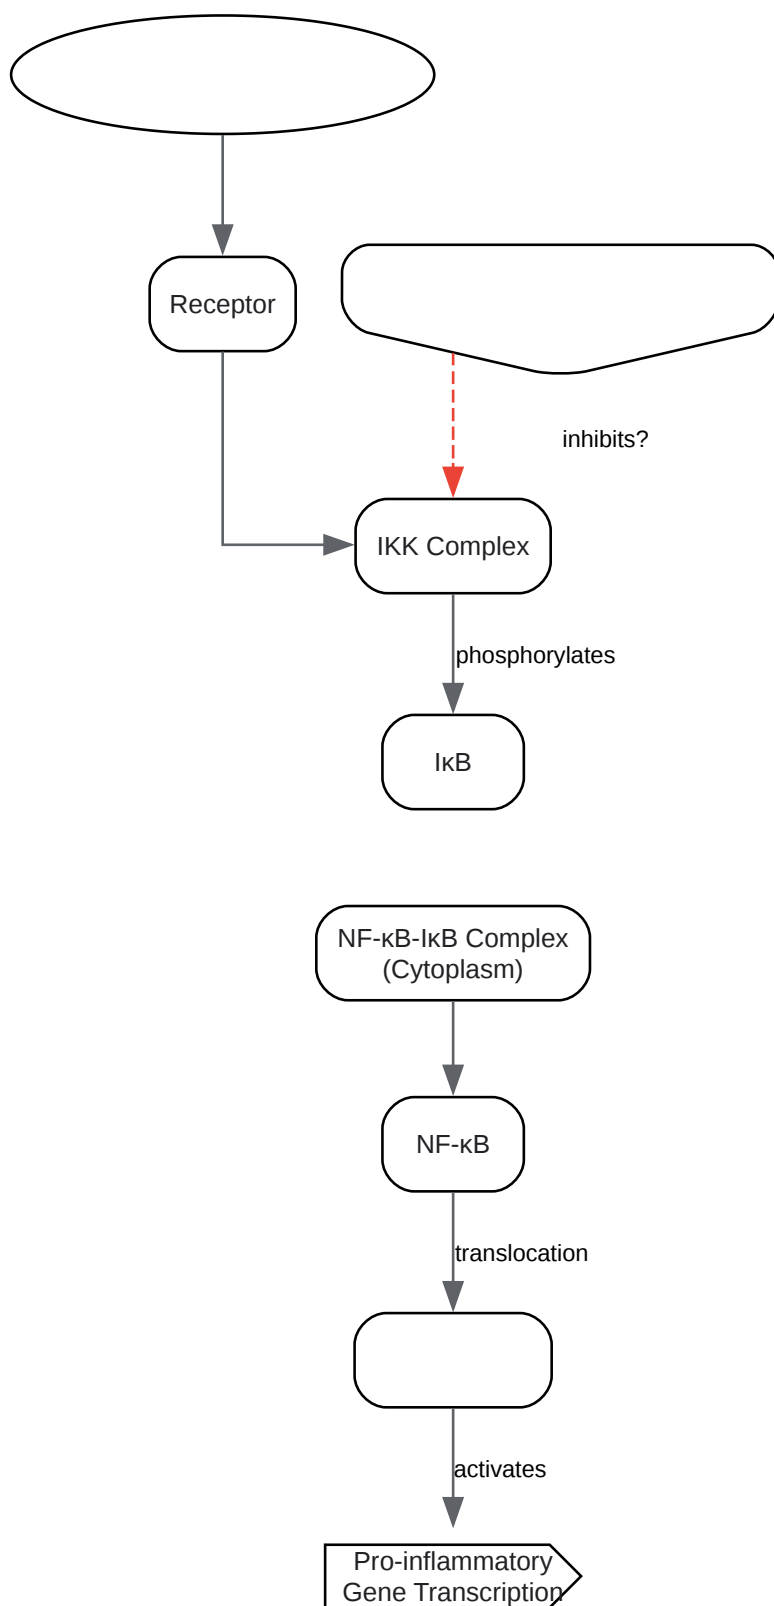 Receptor
inhibits?
IKK Complex
phosphorylates
IκB
NF-κB-IκB Complex
(Cytoplasm)
NF-κB
translocation
activates
Pro-inflammatory
Gene Transcription